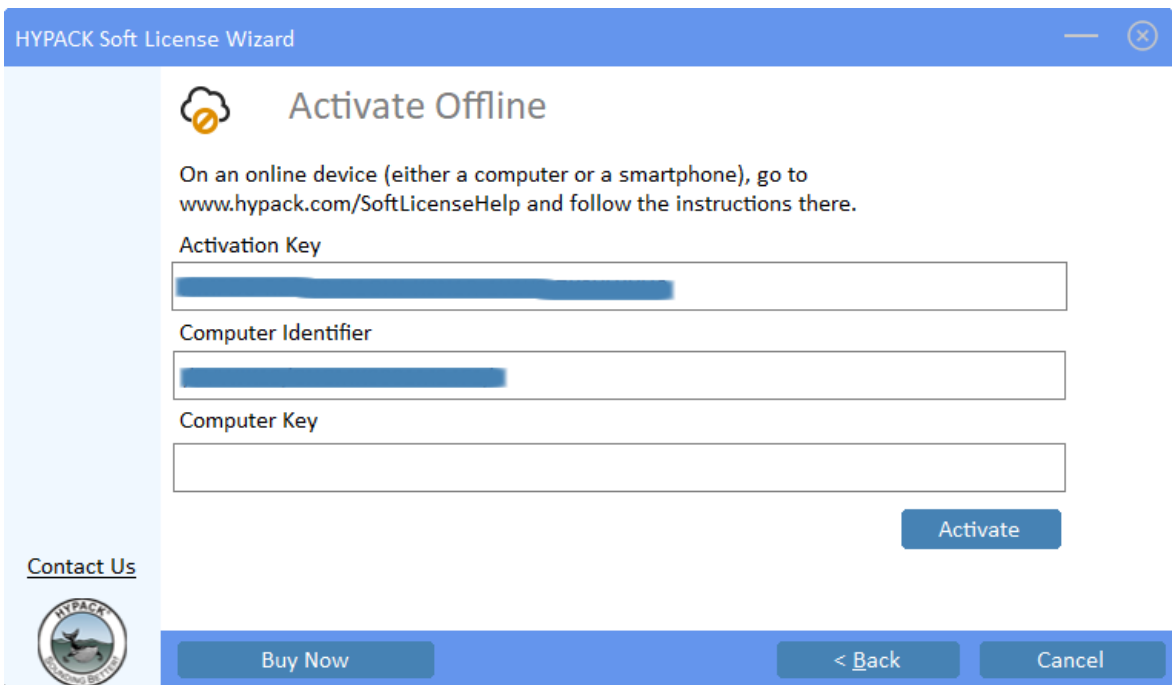 HYPACK Soft License Wizard
Activate Offline
On an online device (either a computer or a smartphone), go to
www.hypack.com/SoftLicenseHelp and follow the instructions there.
Activation Key
Computer Identifier
Computer Key
Activate
Contact Us
HYPACK
SOUNDING BETTER!
Buy Now
< Back
Cancel